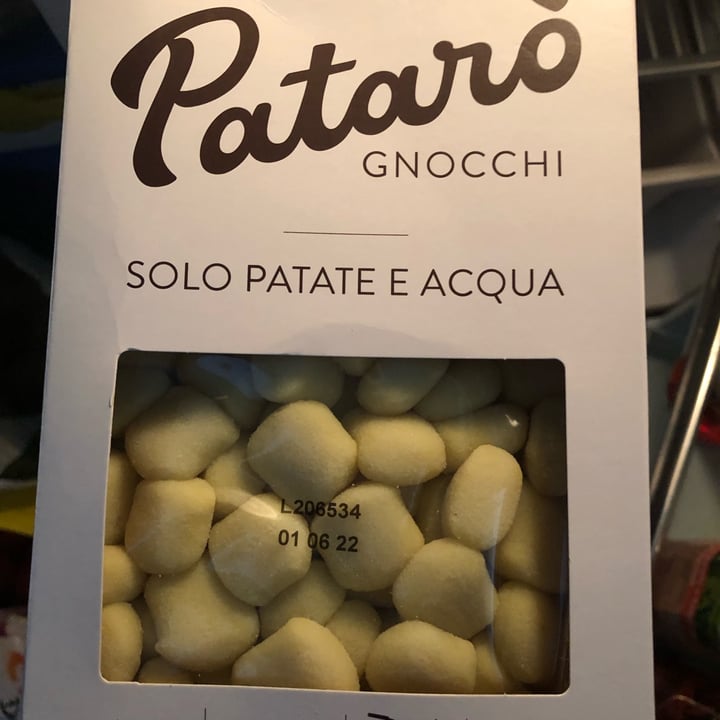 Patarò
GNOCCHI
SOLO PATATE E ACQUA
L206534
01 06 22